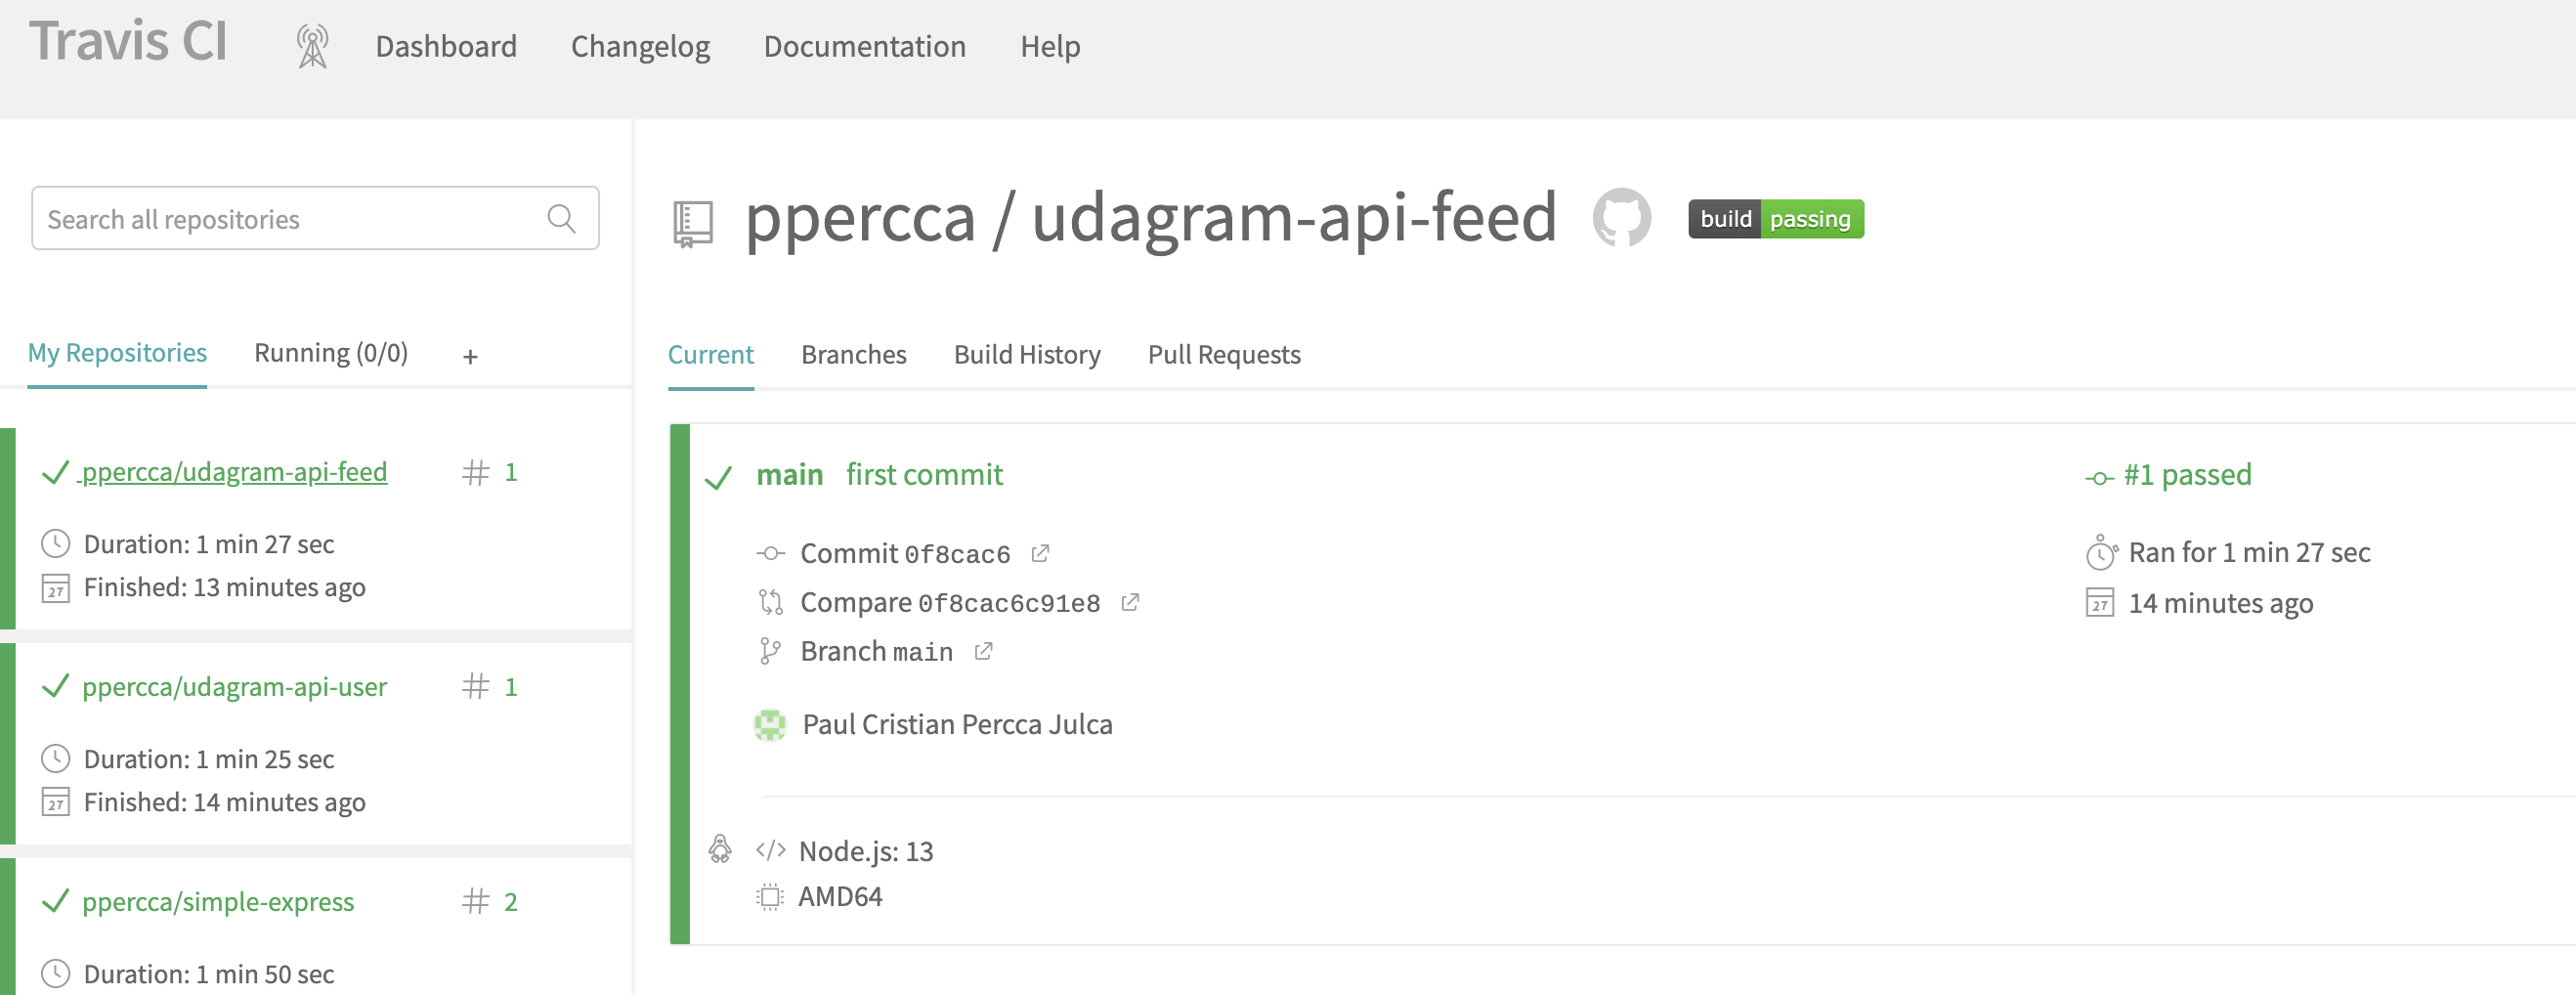 Travis CI Dashboard Changelog Documentation Help
Search all repositories
My Repositories Running (0/0) +
ppercca/udagram-api-feed # 1
Duration: 1 min 27 sec
27 Finished: 13 minutes ago
ppercca/udagram-api-user # 1
Duration: 1 min 25 sec
27 Finished: 14 minutes ago
ppercca/simple-express # 2
Duration: 1 min 50 sec
ppercca / udagram-api-feed build passing
Current Branches Build History Pull Requests
main first commit
Commit 0f8cac6
Compare 0f8cac6c91e8
Branch main
Paul Cristian Percca Julca
#1 passed
Ran for 1 min 27 sec
27 14 minutes ago
</> Node.js: 13
AMD64